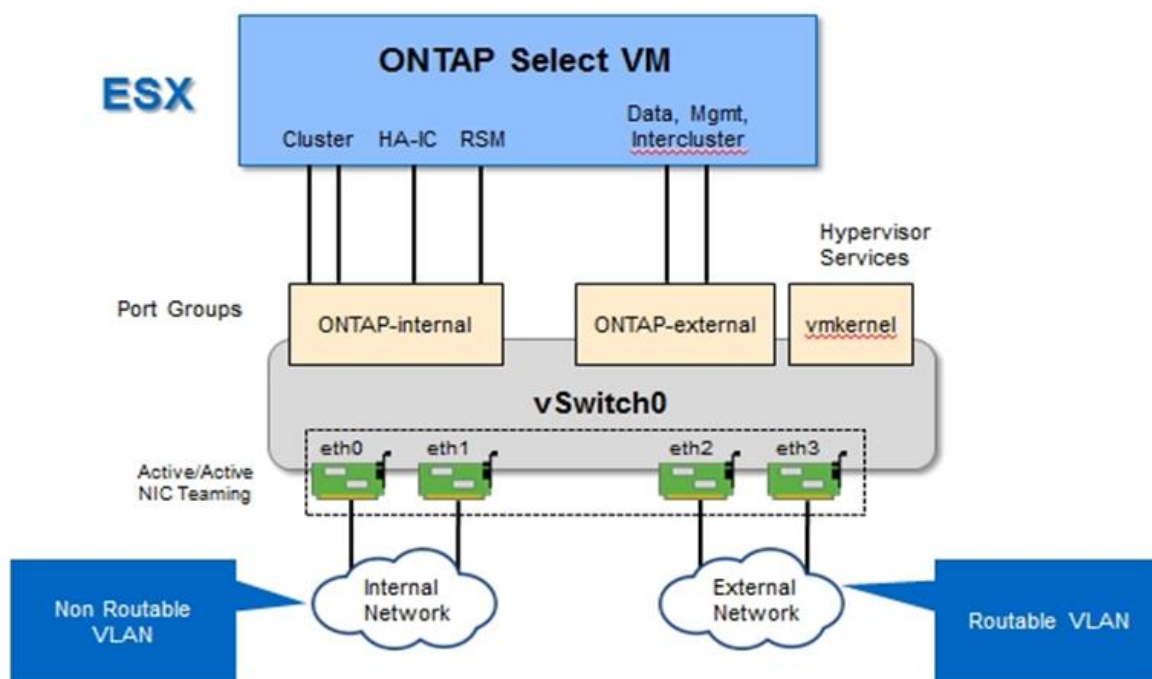 ONTAP Select VM
ESX
Data, Mgmt,
Cluster HA-IC RSM Intercluster
Hypervisor
Services
Port Groups
ONTAP-internal ONTAP-external vmkernel
vSwitch0
eth0 eth1 eth2 eth3
Active/Active
NIC Teaming
Internal
Network
External
Network
Non Routable
VLAN
Routable VLAN